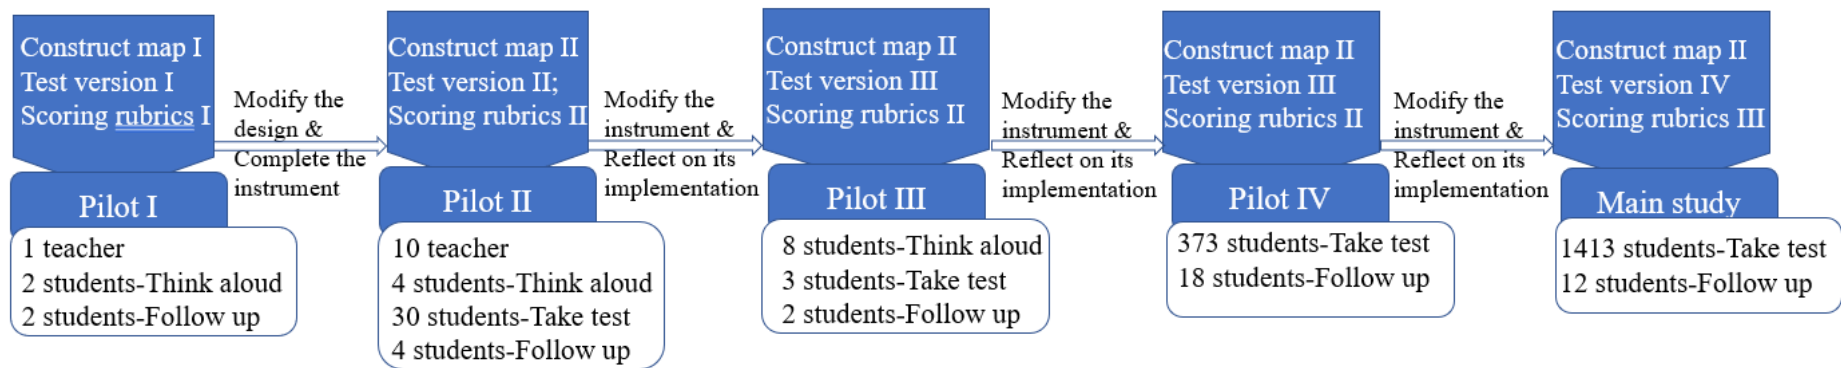 Construct map I
Test version I
Scoring rubrics I
Pilot I
1 teacher
2 students-Think aloud
2 students-Follow up
Modify the
design &
Complete the
instrument
Construct map II
Test version II;
Scoring rubrics II
Pilot II
10 teacher
4 students-Think aloud
30 students-Take test
4 students-Follow up
Modify the
instrument &
Reflect on its
implementation
Construct map II
Test version III
Scoring rubrics II
Pilot III
8 students-Think aloud
3 students-Take test
2 students-Follow up
Modify the
instrument &
Reflect on its
implementation
Construct map II
Test version III
Scoring rubrics II
Pilot IV
373 students-Take test
18 students-Follow up
Modify the
instrument &
Reflect on its
implementation
Construct map II
Test version IV
Scoring rubrics III
Main study
1413 students-Take test
12 students-Follow up